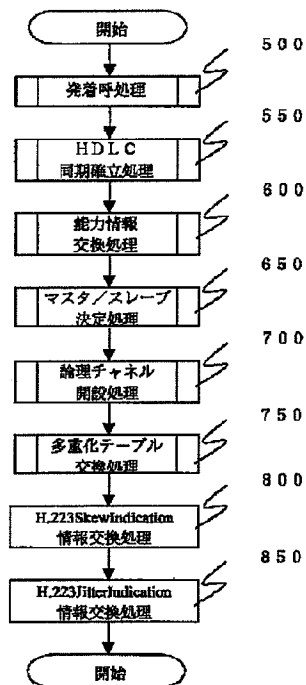 開始
500
発着呼処理
550
HDLC
同期確立処理
600
能力情報
交換処理
650
マスタ/スレーブ
決定処理
700
論理チャネル
開設処理
750
多重化テーブル
交換処理
800
H.223SkewIndication
情報交換処理
850
H.223JitterIudication
情報交換処理
開始